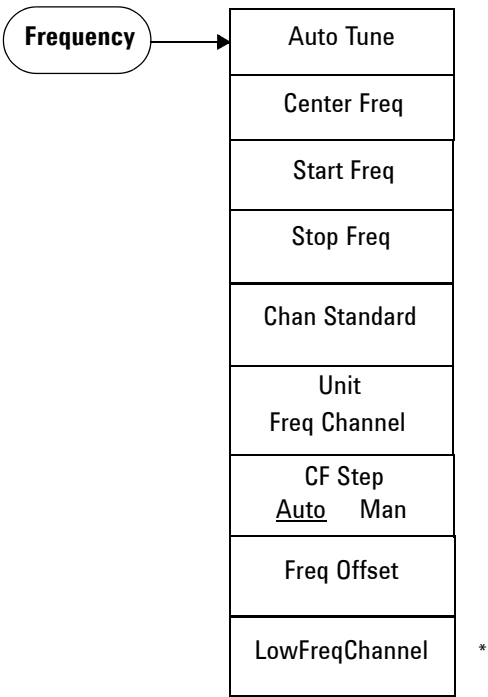 Frequency
Auto Tune
Center Freq
Start Freq
Stop Freq
Chan Standard
Unit
Freq Channel
CF Step
Auto Man
Freq Offset
LowFreqChannel *